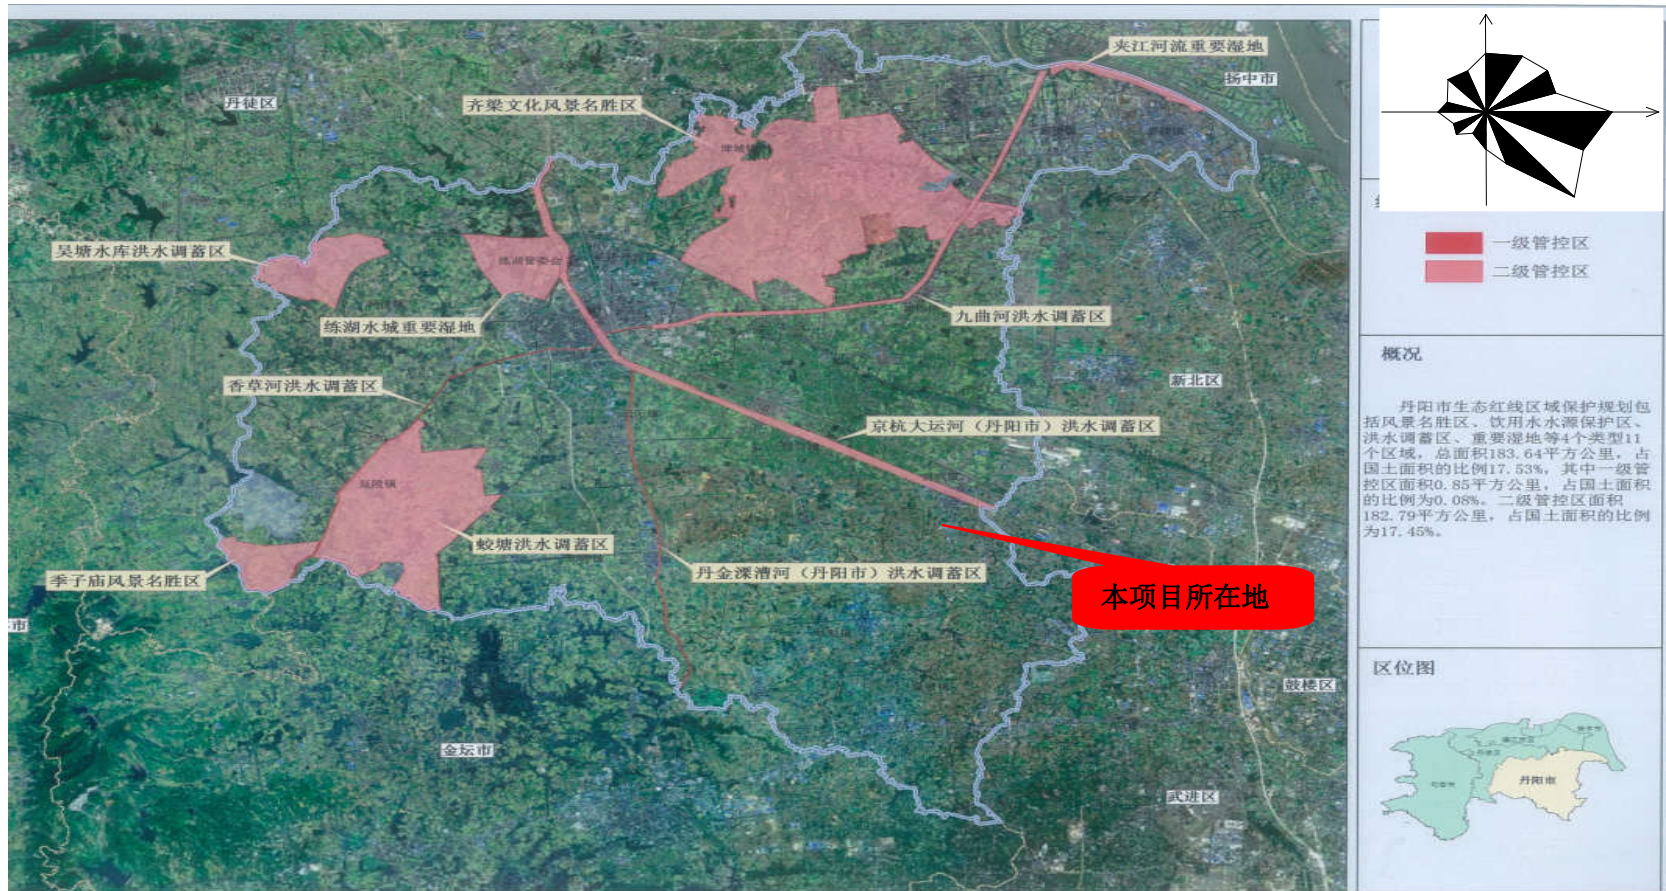 夹江河流重要湿地
扬中市
丹徒区
齐梁文化风景名胜区
吴塘水库洪水调蓄区
练湖管委会
练湖水城重要湿地
九曲河洪水调蓄区
新北区
香草河洪水调蓄区
京杭大运河（丹阳市）洪水调蓄区
延陵镇
蛟塘洪水调蓄区
季子庙风景名胜区
丹金溧漕河（丹阳市）洪水调蓄区
本项目所在地
市
鼓楼区
金坛市
武进区
一级管控区
二级管控区
概况
丹阳市生态红线区域保护规划包
括风景名胜区、饮用水水源保护区、
洪水调蓄区、重要湿地等4个类型11
个区域，总面积183.64平方公里，占
国土面积的比例17.53%，其中一级管
控区面积0.85平方公里，占国土面积
的比例为0.08%。二级管控区面积
182.79平方公里，占国土面积的比例
为17.45%。
区位图
丹阳市